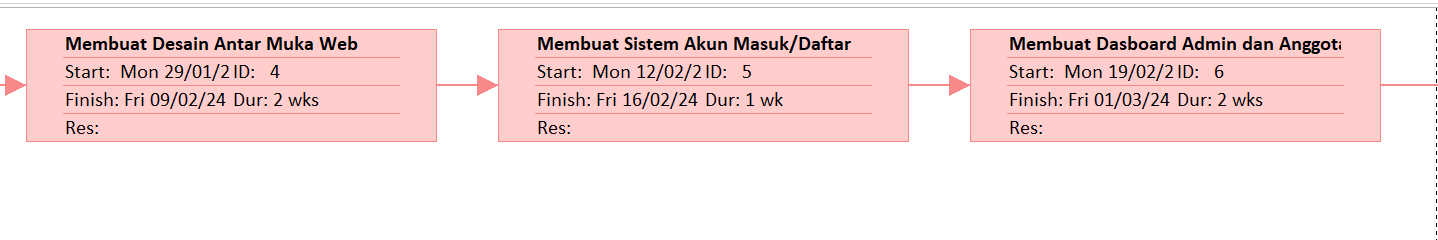 Membuat Desain Antar Muka Web
Start: Mon 29/01/2 ID: 4
Finish: Fri 09/02/24 Dur: 2 wks
Res:
Membuat Sistem Akun Masuk/Daftar
Start: Mon 12/02/2 ID: 5
Finish: Fri 16/02/24 Dur: 1 wk
Res:
Membuat Dasboard Admin dan Anggota
Start: Mon 19/02/2 ID: 6
Finish: Fri 01/03/24 Dur: 2 wks
Res: